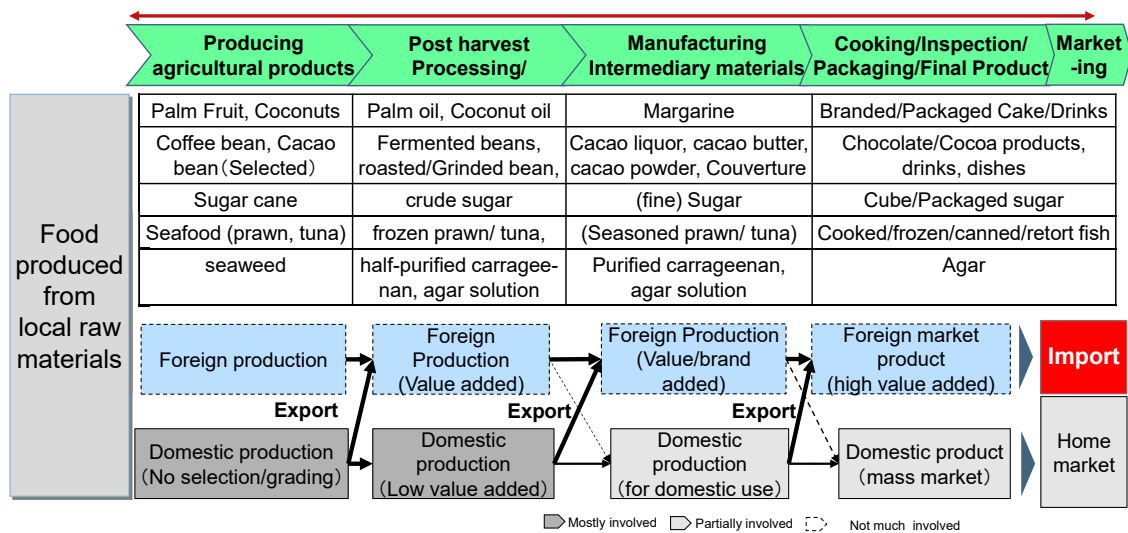 Producing
agricultural products
Post harvest
Processing/
Manufacturing
Intermediary materials
Cooking/Inspection/
Packaging/Final Product
Market
-ing
Food
produced
from
local raw
materials
Palm Fruit, Coconuts
Palm oil, Coconut oil
Margarine
Branded/Packaged Cake/Drinks
Coffee bean, Cacao
bean（Selected）
Fermented beans,
roasted/Grinded bean,
Cacao liquor, cacao butter,
cacao powder, Couverture
Chocolate/Cocoa products,
drinks, dishes
Sugar cane
crude sugar
(fine) Sugar
Cube/Packaged sugar
Seafood (prawn, tuna)
frozen prawn/ tuna,
(Seasoned prawn/ tuna)
Cooked/frozen/canned/retort fish
seaweed
half-purified carragee-
nan, agar solution
Purified carrageenan,
agar solution
Agar
Foreign production
Foreign
Production
(Value added)
Foreign Production
(Value/brand
added)
Foreign market
product
(high value added)
Import
Export
Export
Export
Domestic production
（No selection/grading)
Domestic
production
（Low value added）
Domestic
production
（for domestic use）
Domestic product
（mass market）
Home
market
Mostly involved
Partially involved
Not much involved